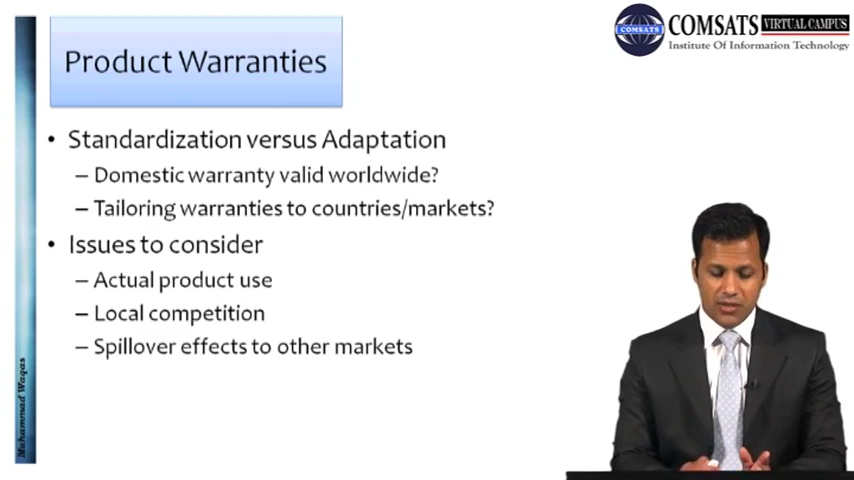 Product Warranties
COMSATS
COMSATS VIRTUAL CAMPUS
Institute Of Information Technology
• Standardization versus Adaptation
– Domestic warranty valid worldwide?
– Tailoring warranties to countries/markets?
• Issues to consider
– Actual product use
– Local competition
– Spillover effects to other markets
Muhammad Waqas